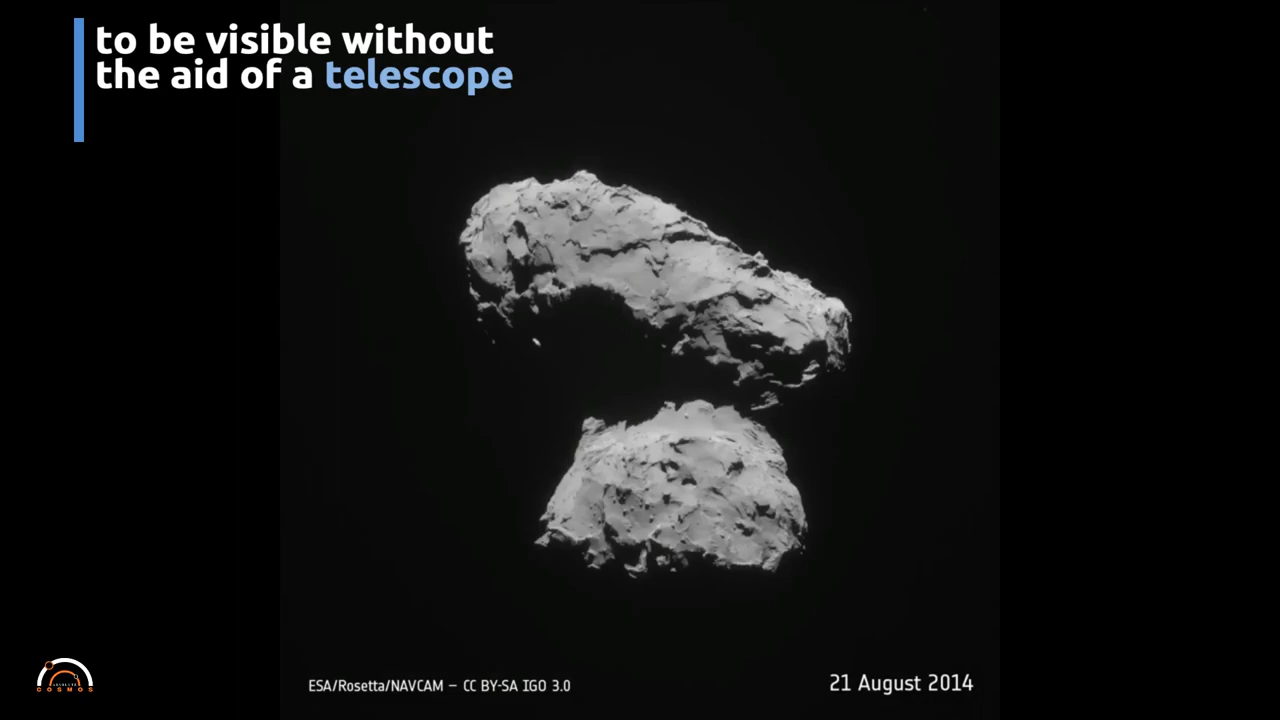 to be visible without
the aid of a telescope
ESA/Rosetta/NAVCAM – CC BY-SA IGO 3.0
21 August 2014
COSMOS